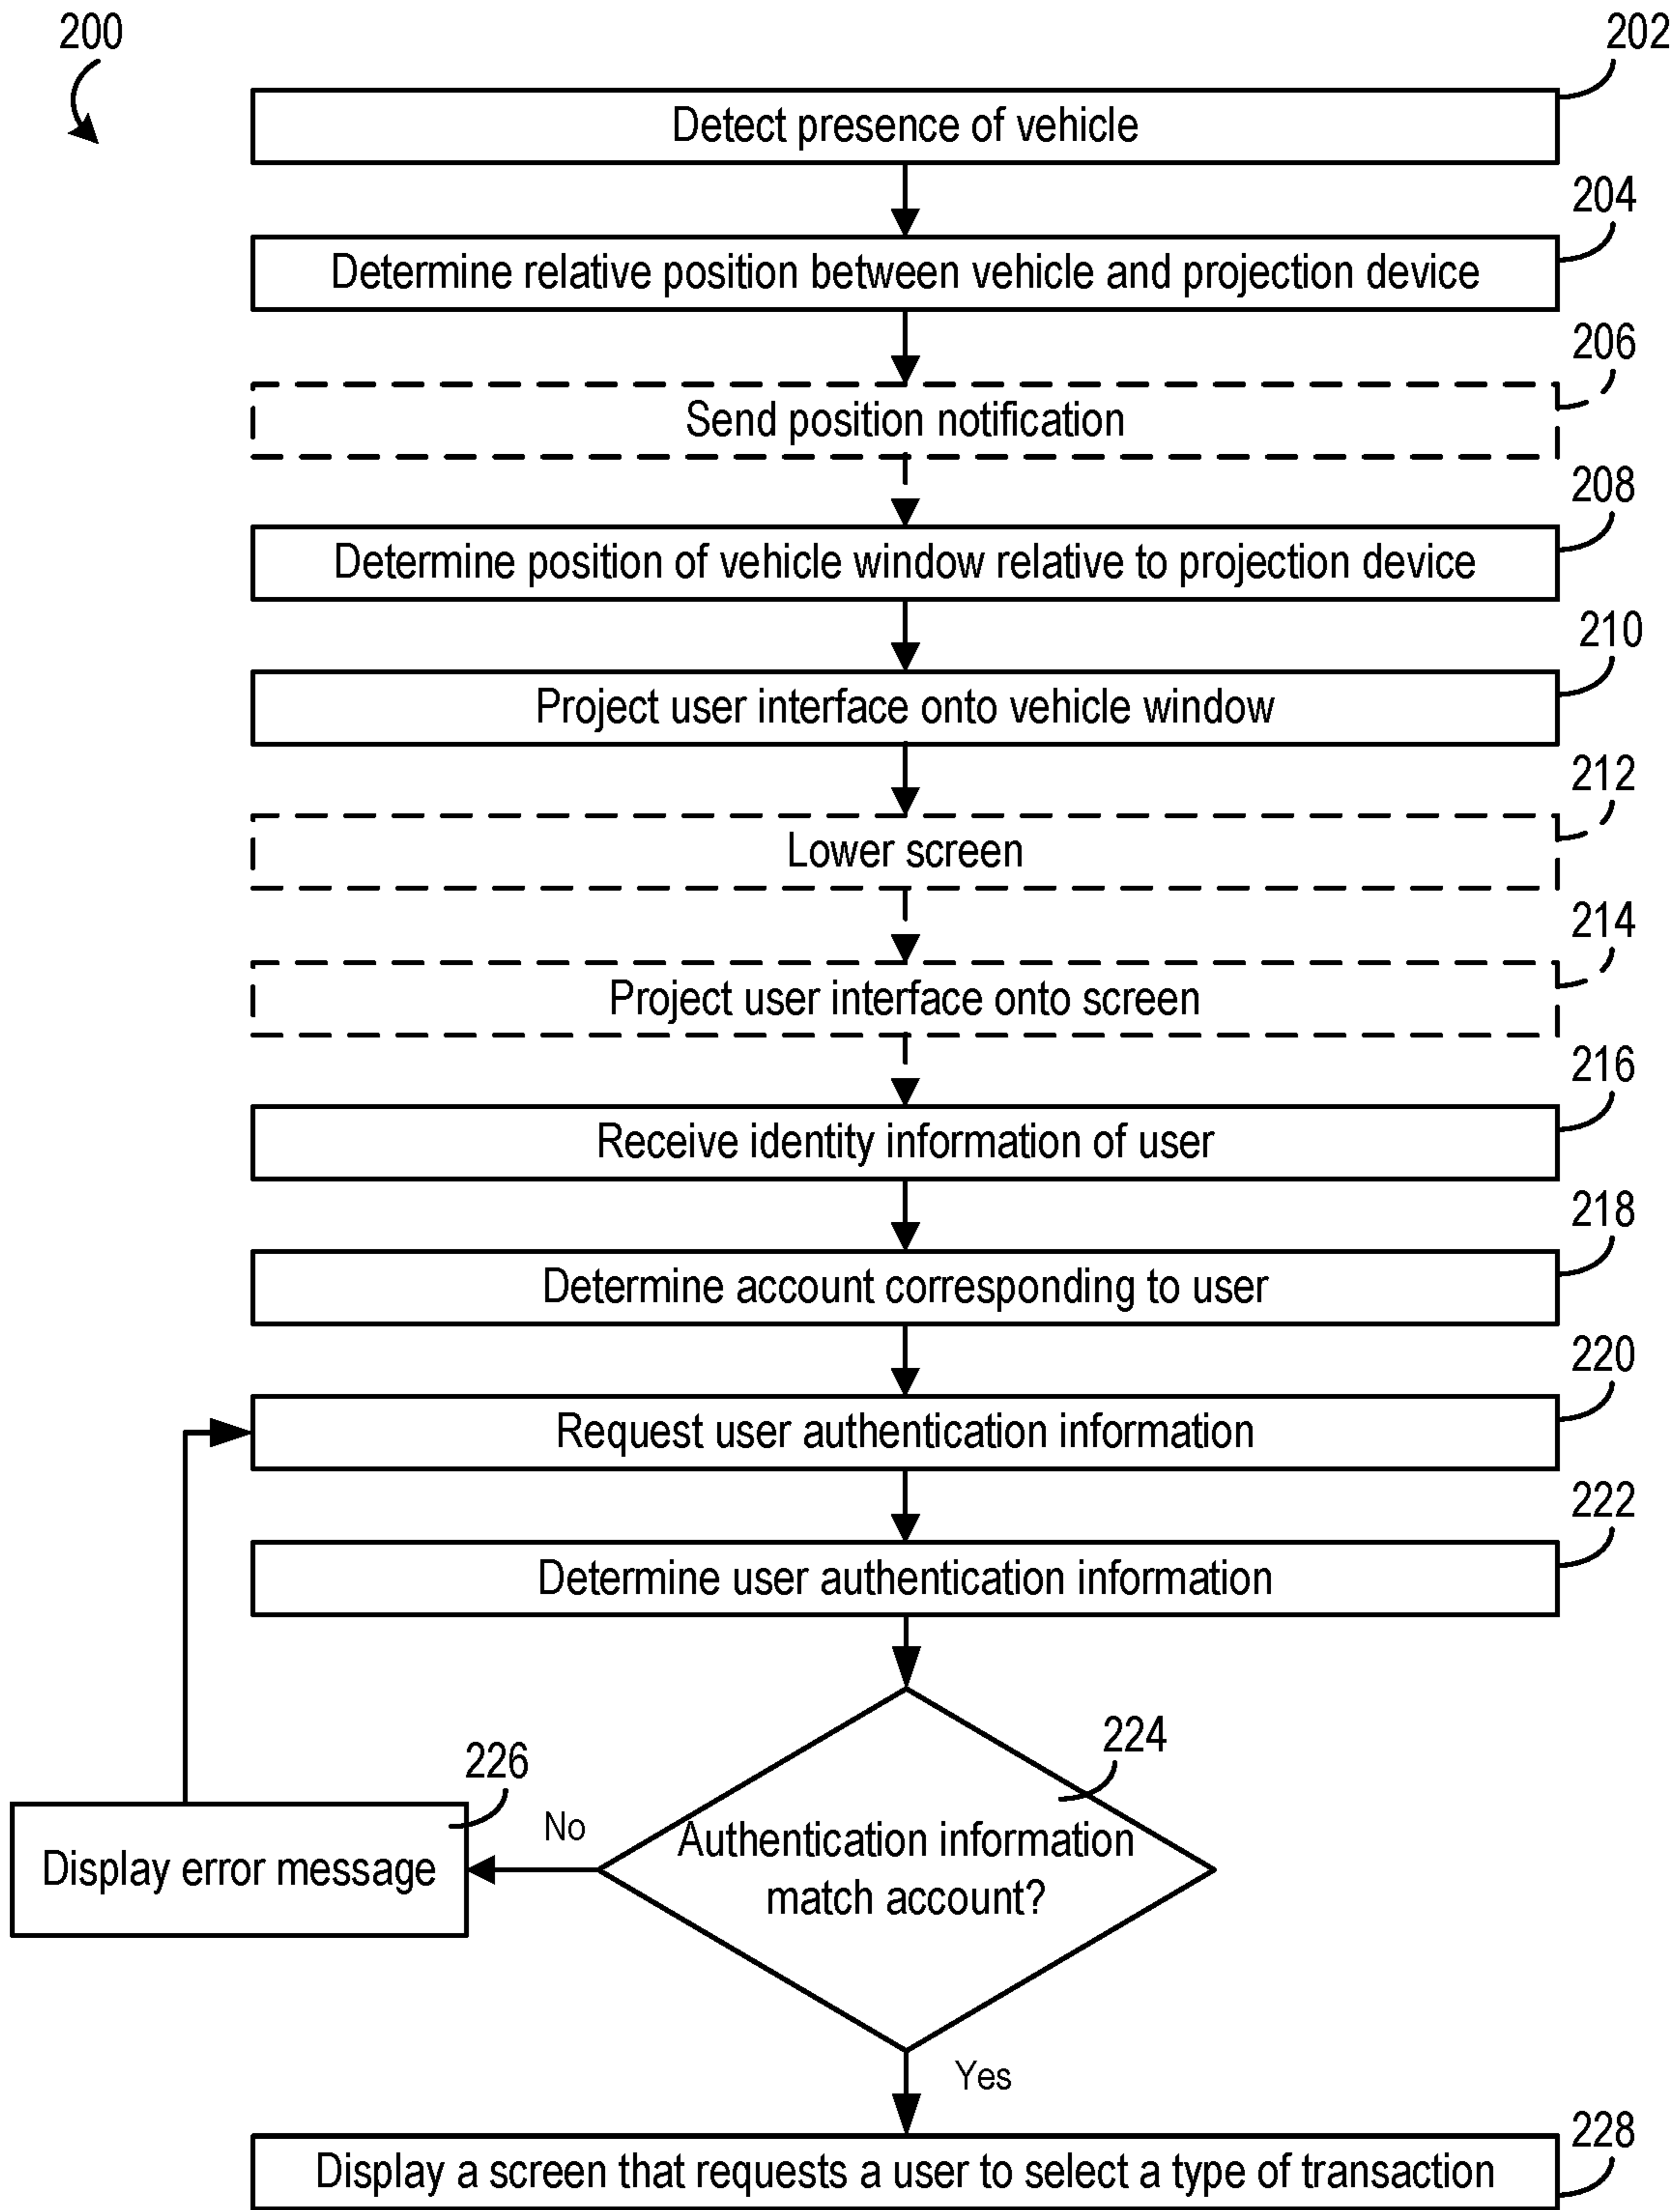 200
202
Detect presence of vehicle
204
Determine relative position between vehicle and projection device
206
Send position notification
208
Determine position of vehicle window relative to projection device
210
Project user interface onto vehicle window
212
Lower screen
214
Project user interface onto screen
216
Receive identity information of user
218
Determine account corresponding to user
220
Request user authentication information
222
Determine user authentication information
224
Authentication information
match account?
226
No
Display error message
Yes
228
Display a screen that requests a user to select a type of transaction